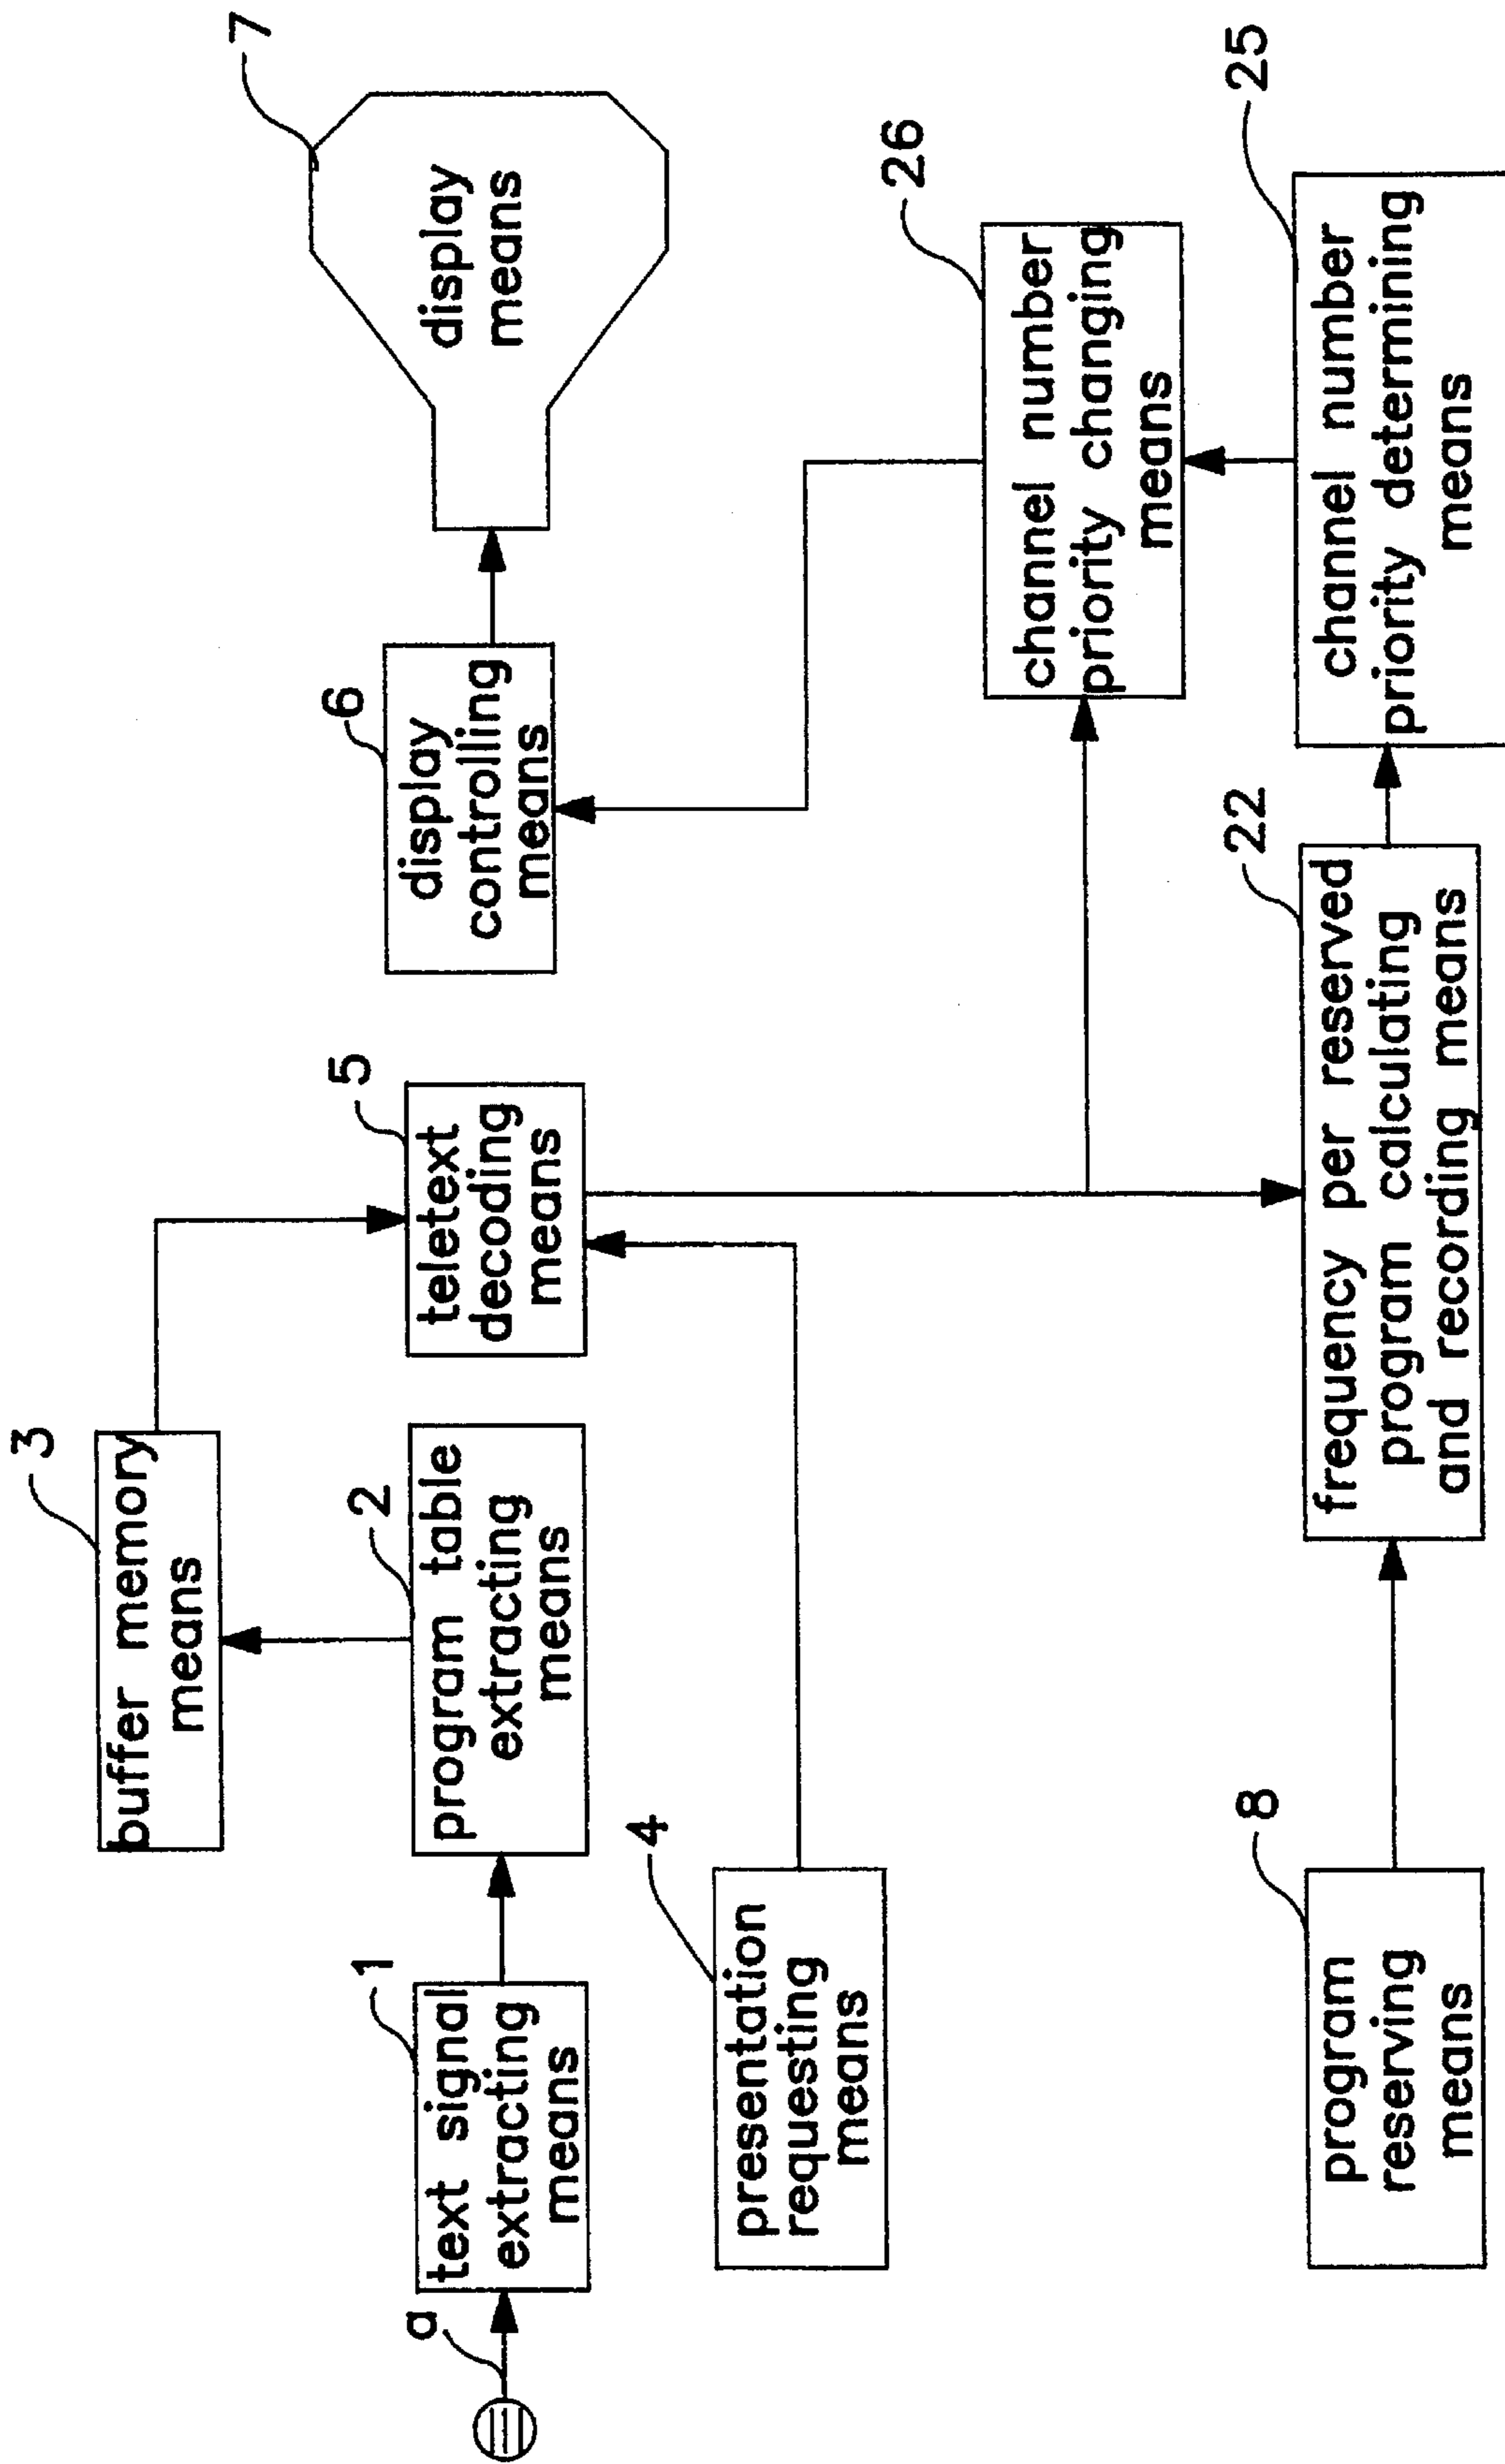 a
1
text signal
extracting
means
2
program table
extracting
means
3
buffer memory
means
4
presentation
requesting
means
5
teletext
decoding
means
6
display
controlling
means
7
display
means
8
program
reserving
means
22
frequency per reserved
program calculating
and recording means
25
channel number
priority determining
means
26
channel number
priority changing
means